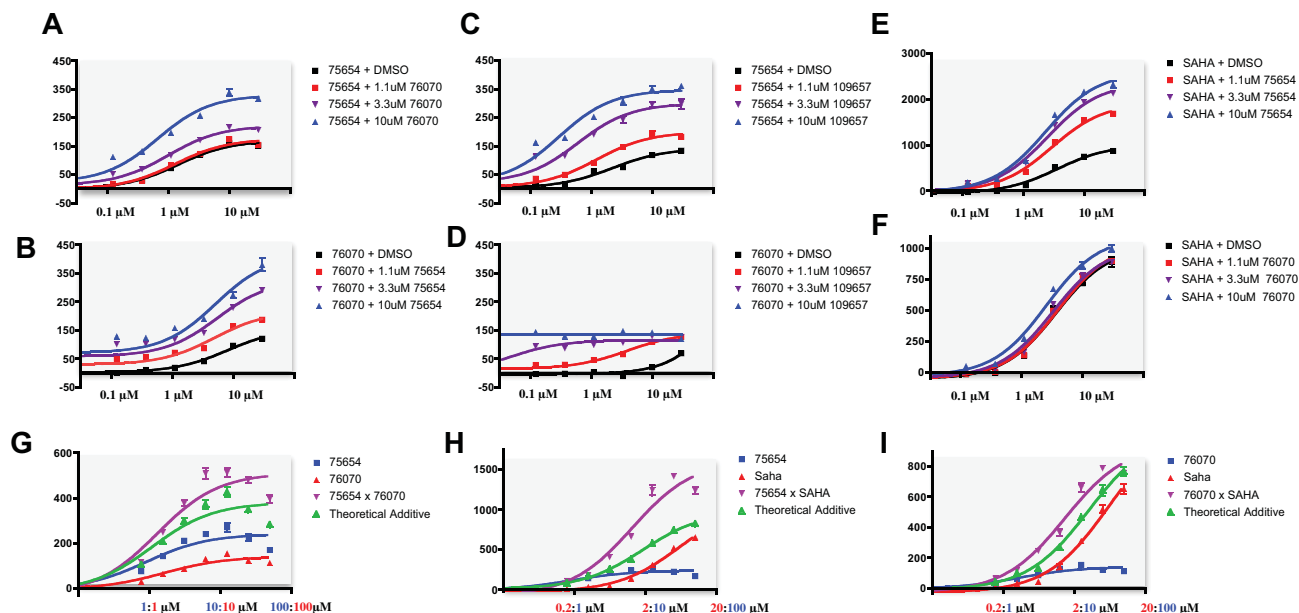 A
450
350
250
150
50
-50
0.1 µM
1 µM
10 µM
75654 + DMSO
75654 + 1.1uM 76070
75654 + 3.3uM 76070
75654 + 10uM 76070
C
450
350
250
150
50
-50
0.1 µM
1 µM
10 µM
75654 + DMSO
75654 + 1.1uM 109657
75654 + 3.3uM 109657
75654 + 10uM 109657
E
3000
2000
1000
0
0.1 µM
1 µM
10 µM
SAHA + DMSO
SAHA + 1.1uM 75654
SAHA + 3.3uM 75654
SAHA + 10uM 75654
B
450
350
250
150
50
-50
0.1 µM
1 µM
10 µM
76070 + DMSO
76070 + 1.1uM 75654
76070 + 3.3uM 75654
76070 + 10uM 75654
D
450
350
250
150
50
-50
0.1 µM
1 µM
10 µM
76070 + DMSO
76070 + 1.1uM 109657
76070 + 3.3uM 109657
76070 + 10uM 109657
F
1000
750
500
250
0
0.1 µM
1 µM
10 µM
SAHA + DMSO
SAHA + 1.1uM 76070
SAHA + 3.3uM 76070
SAHA + 10uM 76070
G
600
400
200
0
1:1 µM
10:10 µM
100:100µM
75654
76070
75654 x 76070
Theoretical Additive
H
1500
1000
500
0
0.2:1 µM
2:10 µM
20:100 µM
75654
Saha
75654 x SAHA
Theoretical Additive
I
800
600
400
200
0
0.2:1 µM
2:10 µM
20:100 µM
76070
Saha
76070 x SAHA
Theoretical Additive